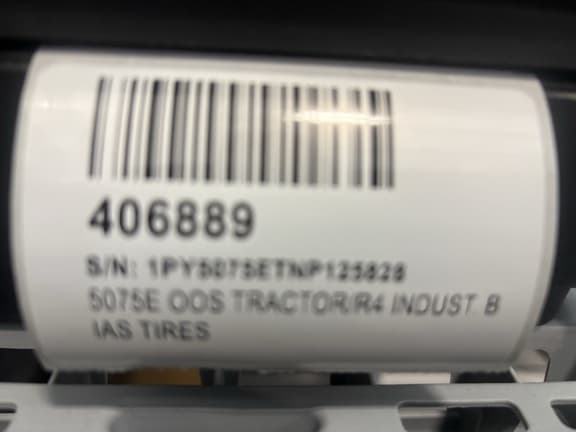 406889
S/N: 1PY5075ETNP125828
5075E OOS TRACTOR/R4 INDUST B
IAS TIRES